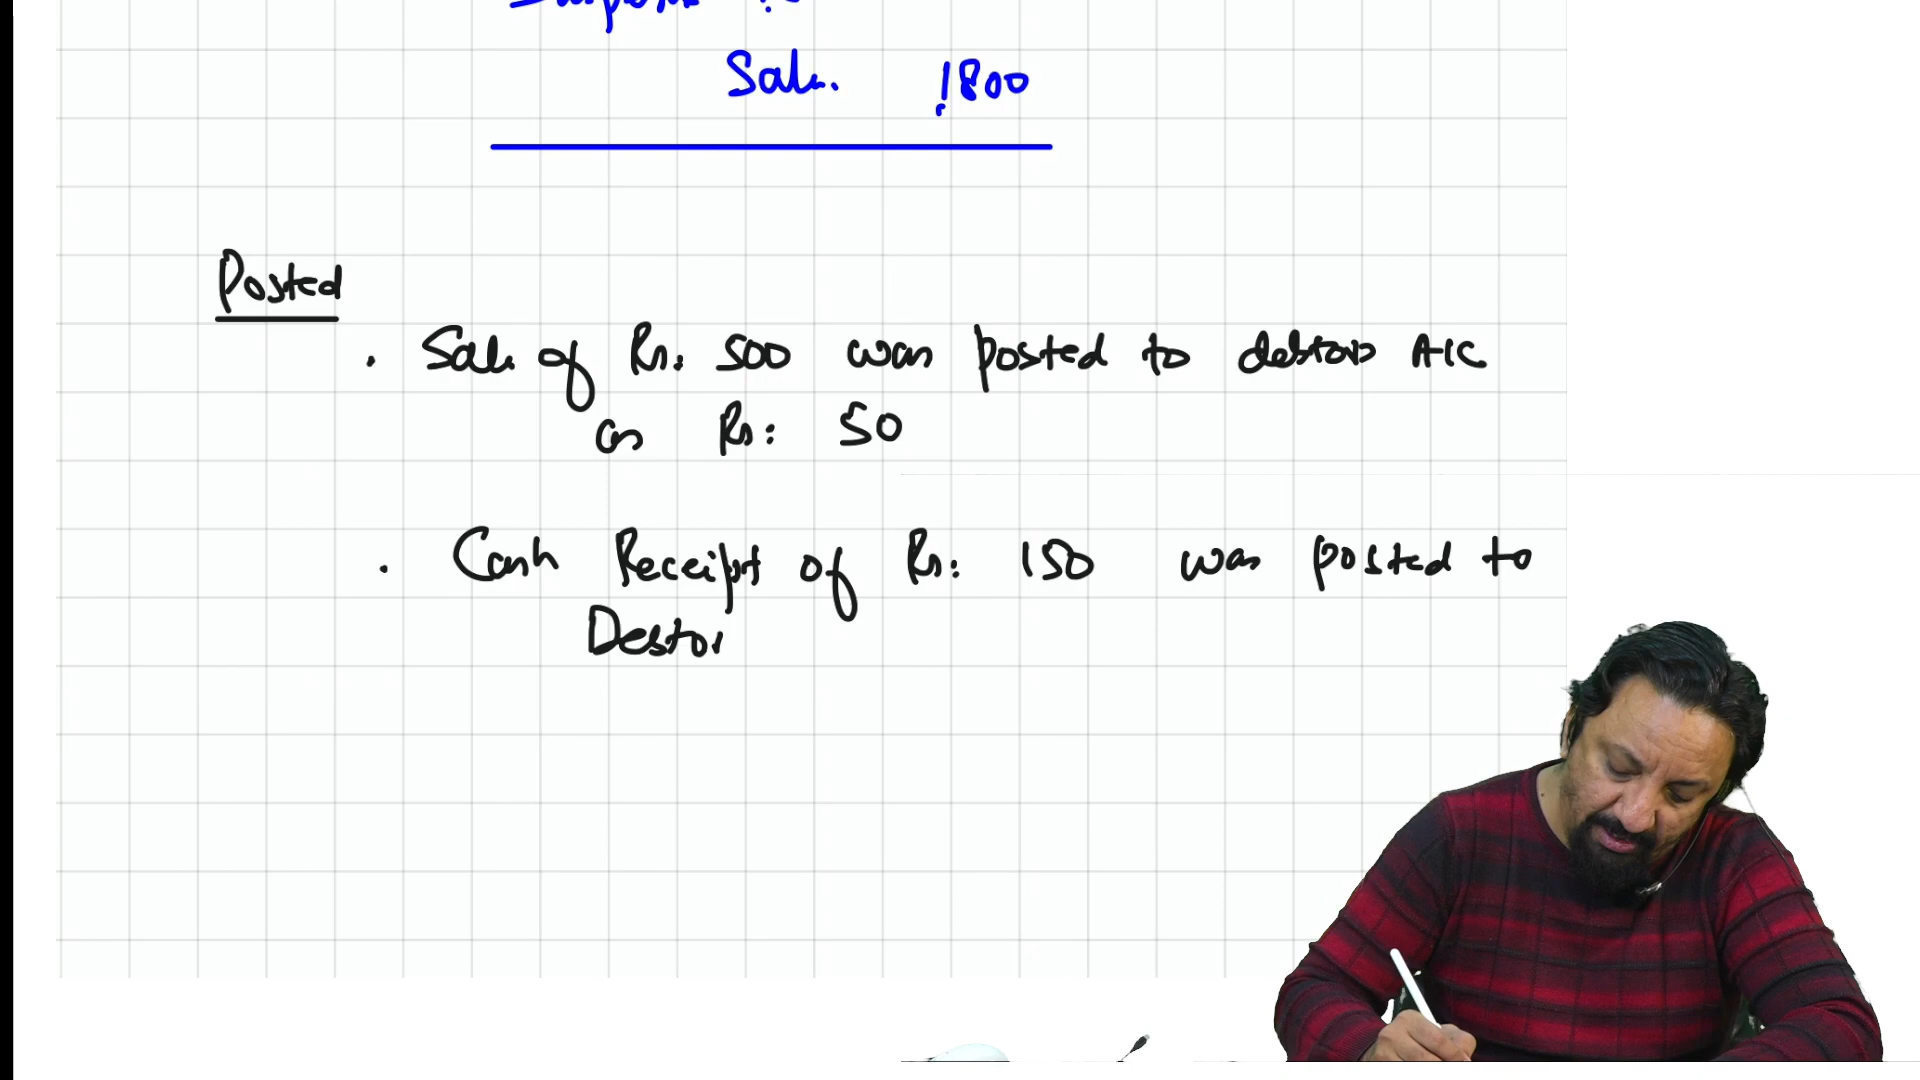 Sale. 1800
Posted
. Sale of Rs: 500 was posted to debtors A/C
as Rs: 50
. Cash Receipt of Rs: 150 was posted to
Debtor